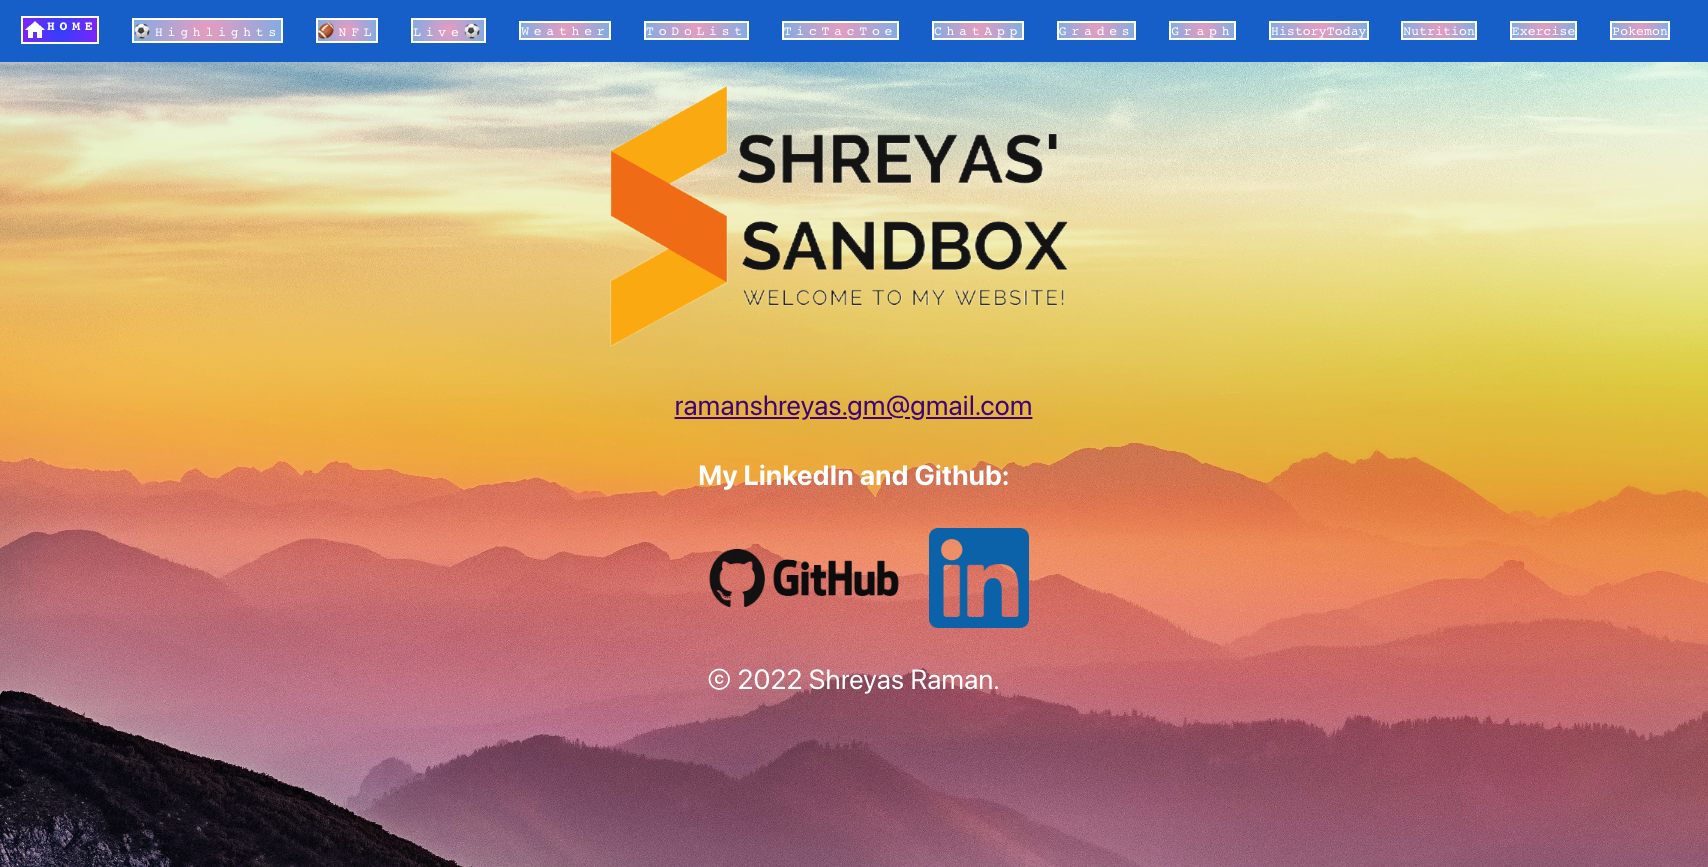 HOME Highlights NFL Live Weather ToDoList TicTacToe ChatApp Grades Graph HistoryToday Nutrition Exercise Pokemon
SHREYAS'
SANDBOX
WELCOME TO MY WEBSITE!
ramanshreyas.gm@gmail.com
My LinkedIn and Github:
GitHub in
© 2022 Shreyas Raman.